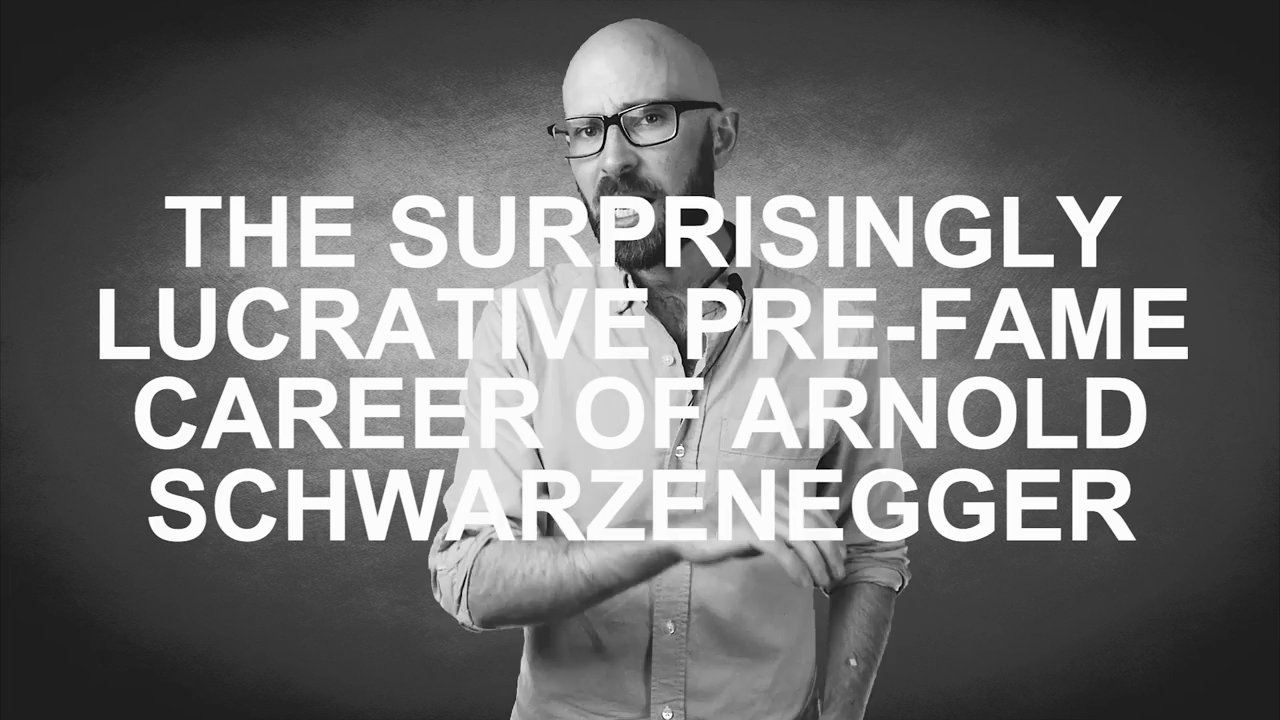 THE SURPRISINGLY
LUCRATIVE PRE-FAME
CAREER OF ARNOLD
SCHWARZENEGGER